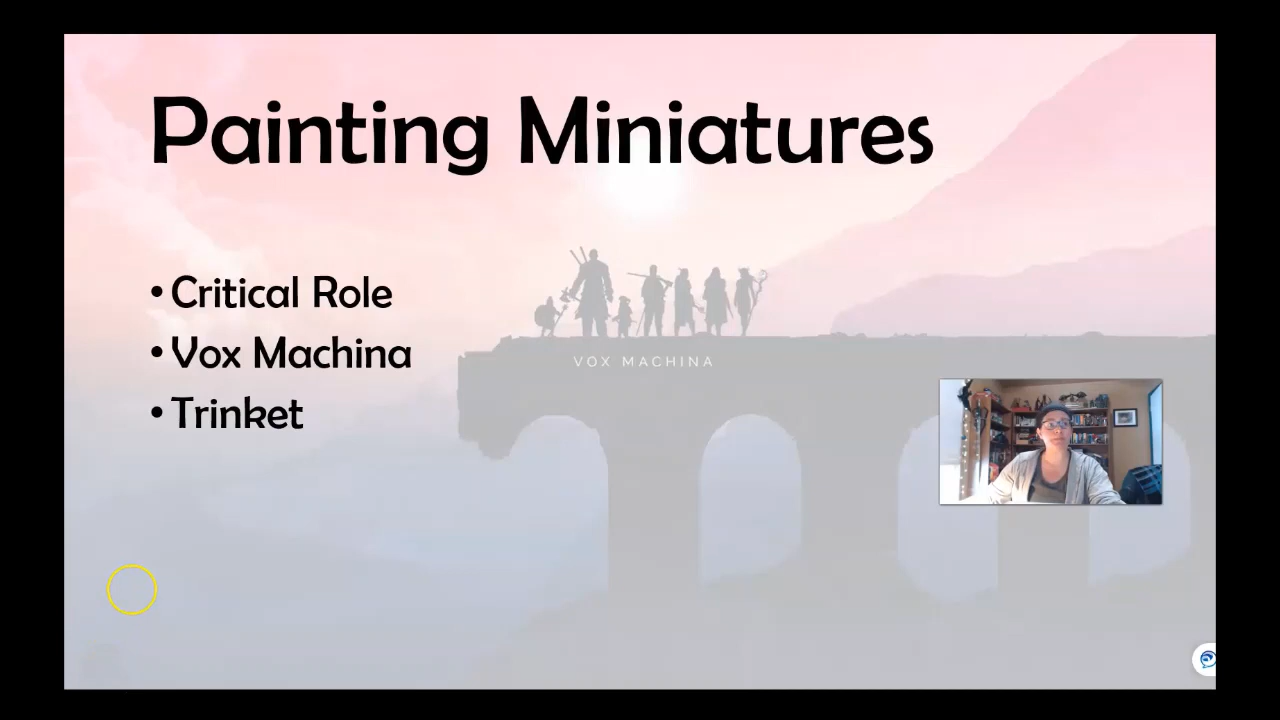 Painting Miniatures
• Critical Role
• Vox Machina
• Trinket
VOX MACHINA